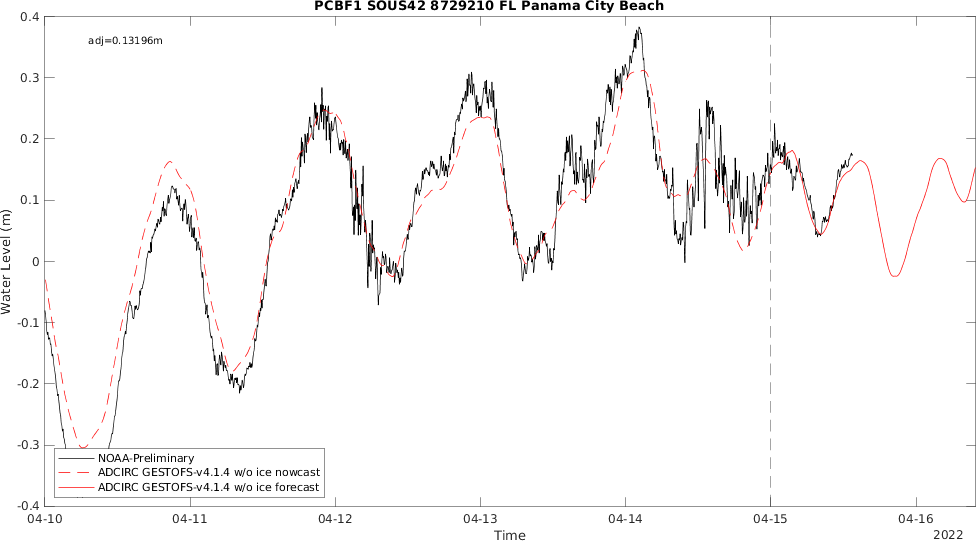 PCBF1 SOUS42 8729210 FL Panama City Beach
adj=0.13196m
0.4
0.3
0.2
0.1
0
-0.1
-0.2
-0.3
-0.4
Water Level (m)
NOAA-Preliminary
ADCIRC GESTOFS-v4.1.4 w/o ice nowcast
ADCIRC GESTOFS-v4.1.4 w/o ice forecast
04-10 04-11 04-12 04-13 04-14 04-15 04-16
Time
2022